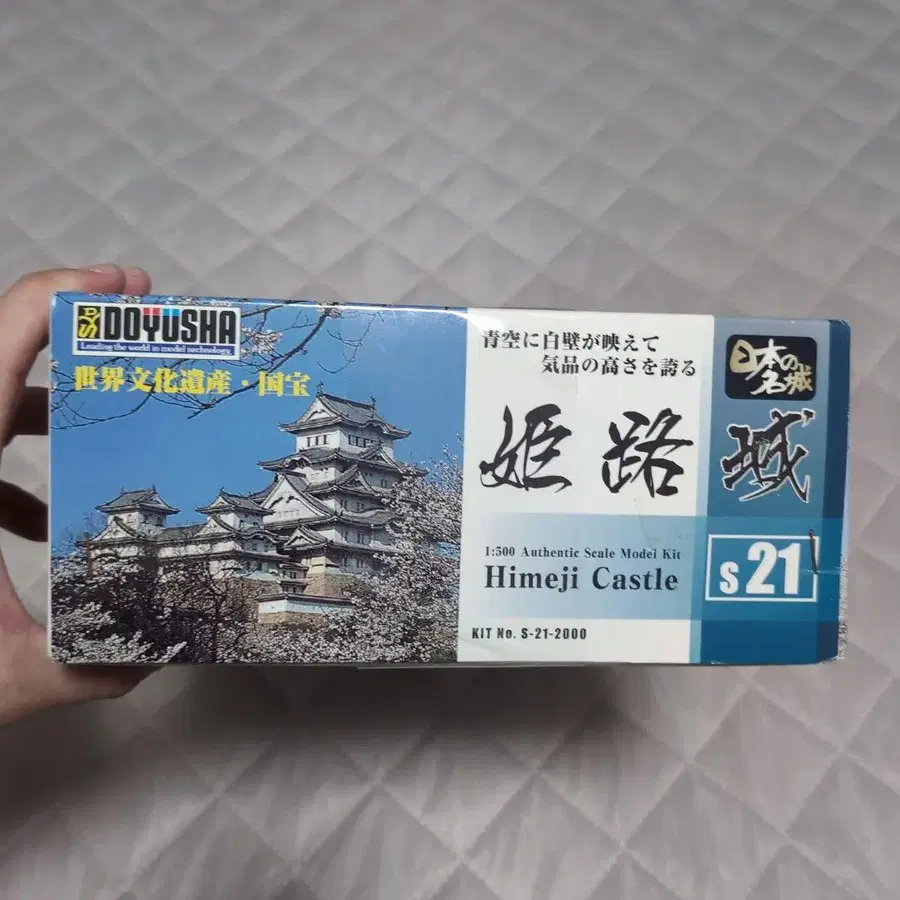 DOYUSHA
Leading the world in model technology.
世界文化遺産・国宝
青空に白壁が映えて
気品の高さを誇る
日本の名城
姫路城
1:500 Authentic Scale Model Kit
Himeji Castle
S21
KIT No. S-21-2000